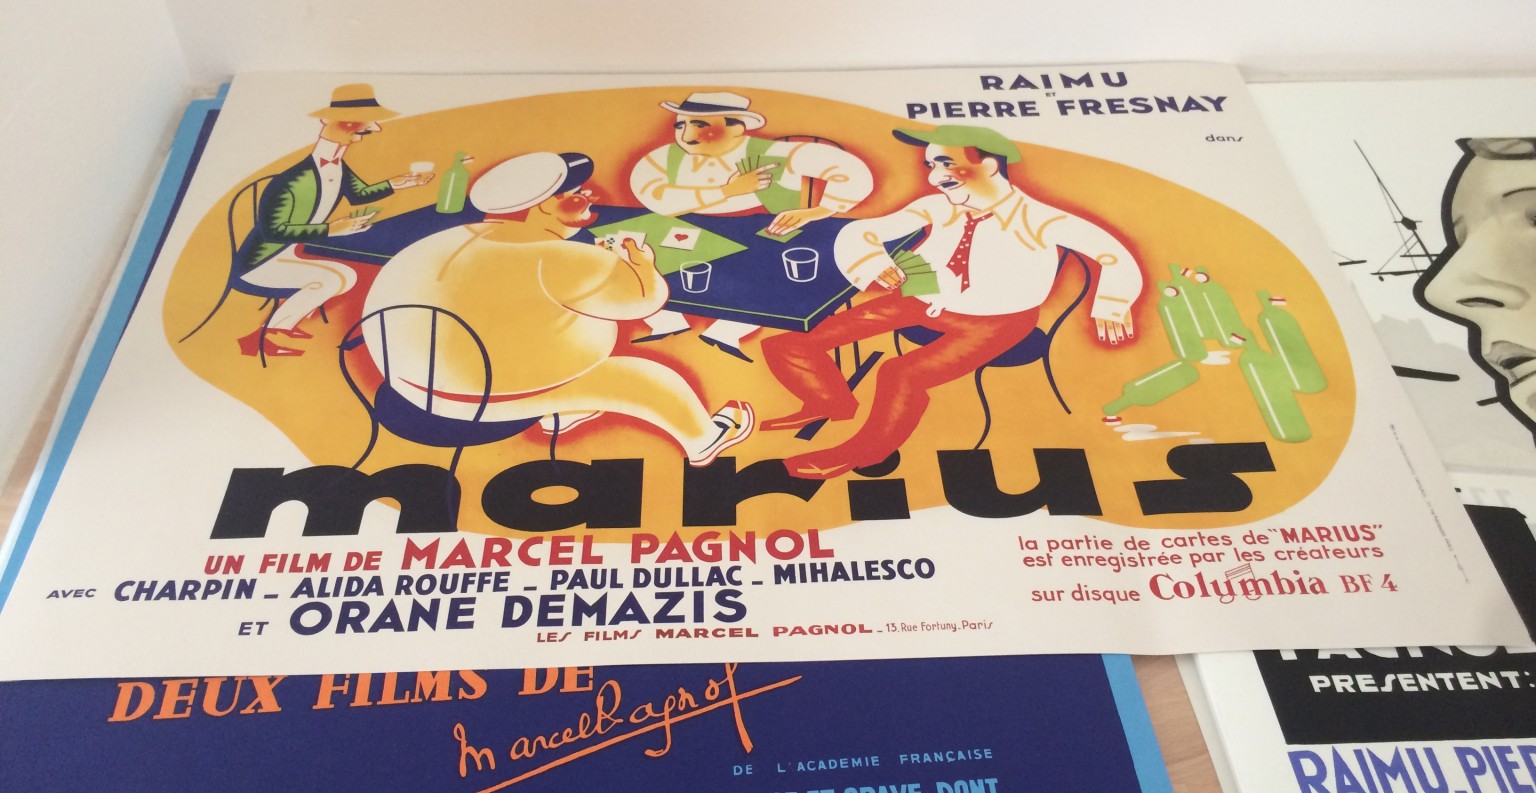 RAIMU
ET
PIERRE FRESNAY
dans
marius
UN FILM DE MARCEL PAGNOL
AVEC CHARPIN _ ALIDA ROUFFE _ PAUL DULLAC _ MIHALESCO
ET ORANE DEMAZIS
LES FILMS MARCEL PAGNOL _ 13, Rue Fortuny _ Paris
la partie de cartes de "MARIUS"
est enregistrée par les créateurs
sur disque Columbia BF 4
DEUX FILMS DE
Marcel Pagnol
DE L'ACADEMIE FRANÇAISE
DONT
PRESENTENT:
RAIMU_PIE